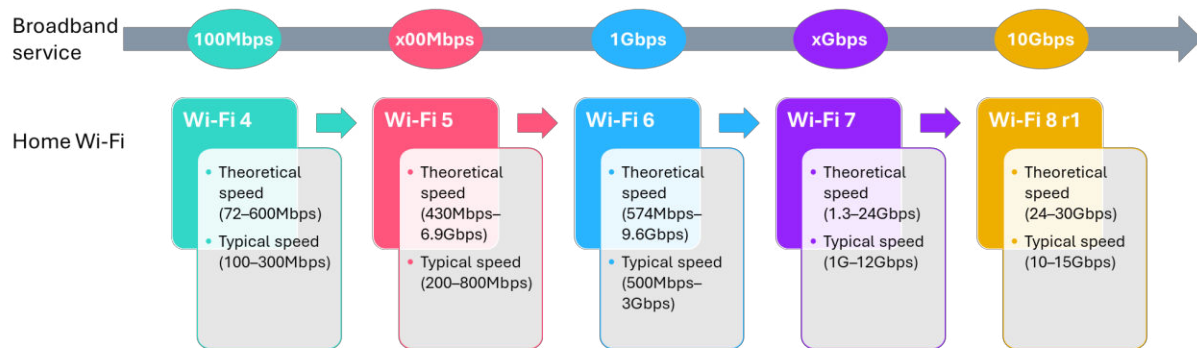 Broadband
service
100Mbps
x00Mbps
1Gbps
xGbps
10Gbps
Home Wi-Fi
Wi-Fi 4
• Theoretical
speed
(72–600Mbps)
• Typical speed
(100–300Mbps)
Wi-Fi 5
• Theoretical
speed
(430Mbps–
6.9Gbps)
• Typical speed
(200–800Mbps)
Wi-Fi 6
• Theoretical
speed
(574Mbps–
9.6Gbps)
• Typical speed
(500Mbps–
3Gbps)
Wi-Fi 7
• Theoretical
speed
(1.3–24Gbps)
• Typical speed
(1G–12Gbps)
Wi-Fi 8 r1
• Theoretical
speed
(24–30Gbps)
• Typical speed
(10–15Gbps)